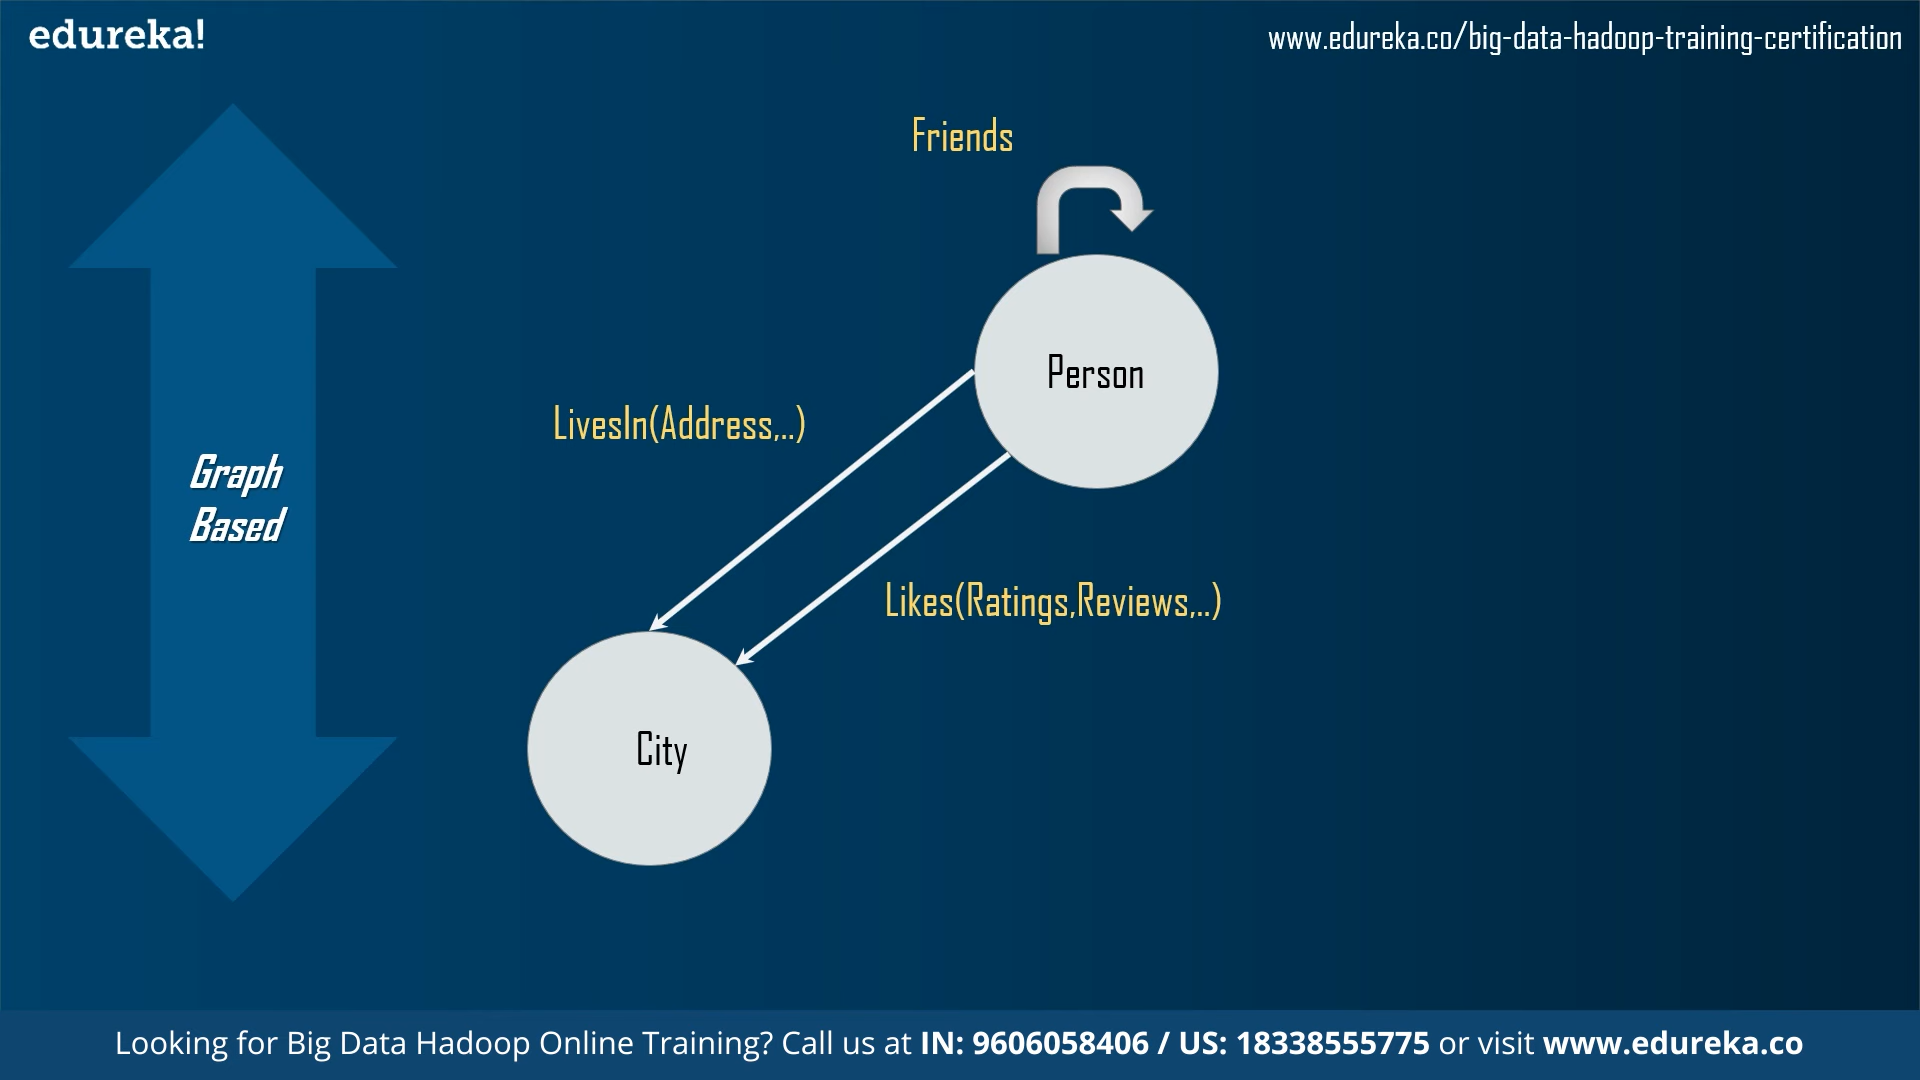 edureka!
www.edureka.co/big-data-hadoop-training-certification
Friends
Person
LivesIn(Address,..)
Graph
Based
Likes(Ratings,Reviews,..)
City
Looking for Big Data Hadoop Online Training? Call us at IN: 9606058406 / US: 18338555775 or visit www.edureka.co